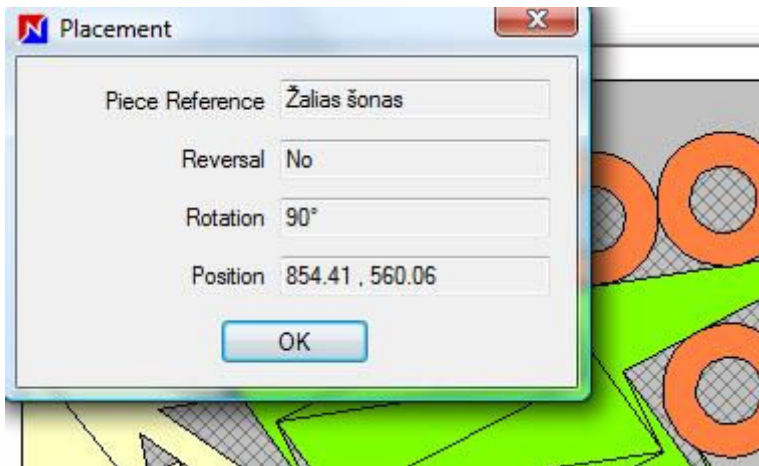 Placement
Piece Reference Žalias šonas
Reversal No
Rotation 90°
Position 854.41 , 560.06
OK